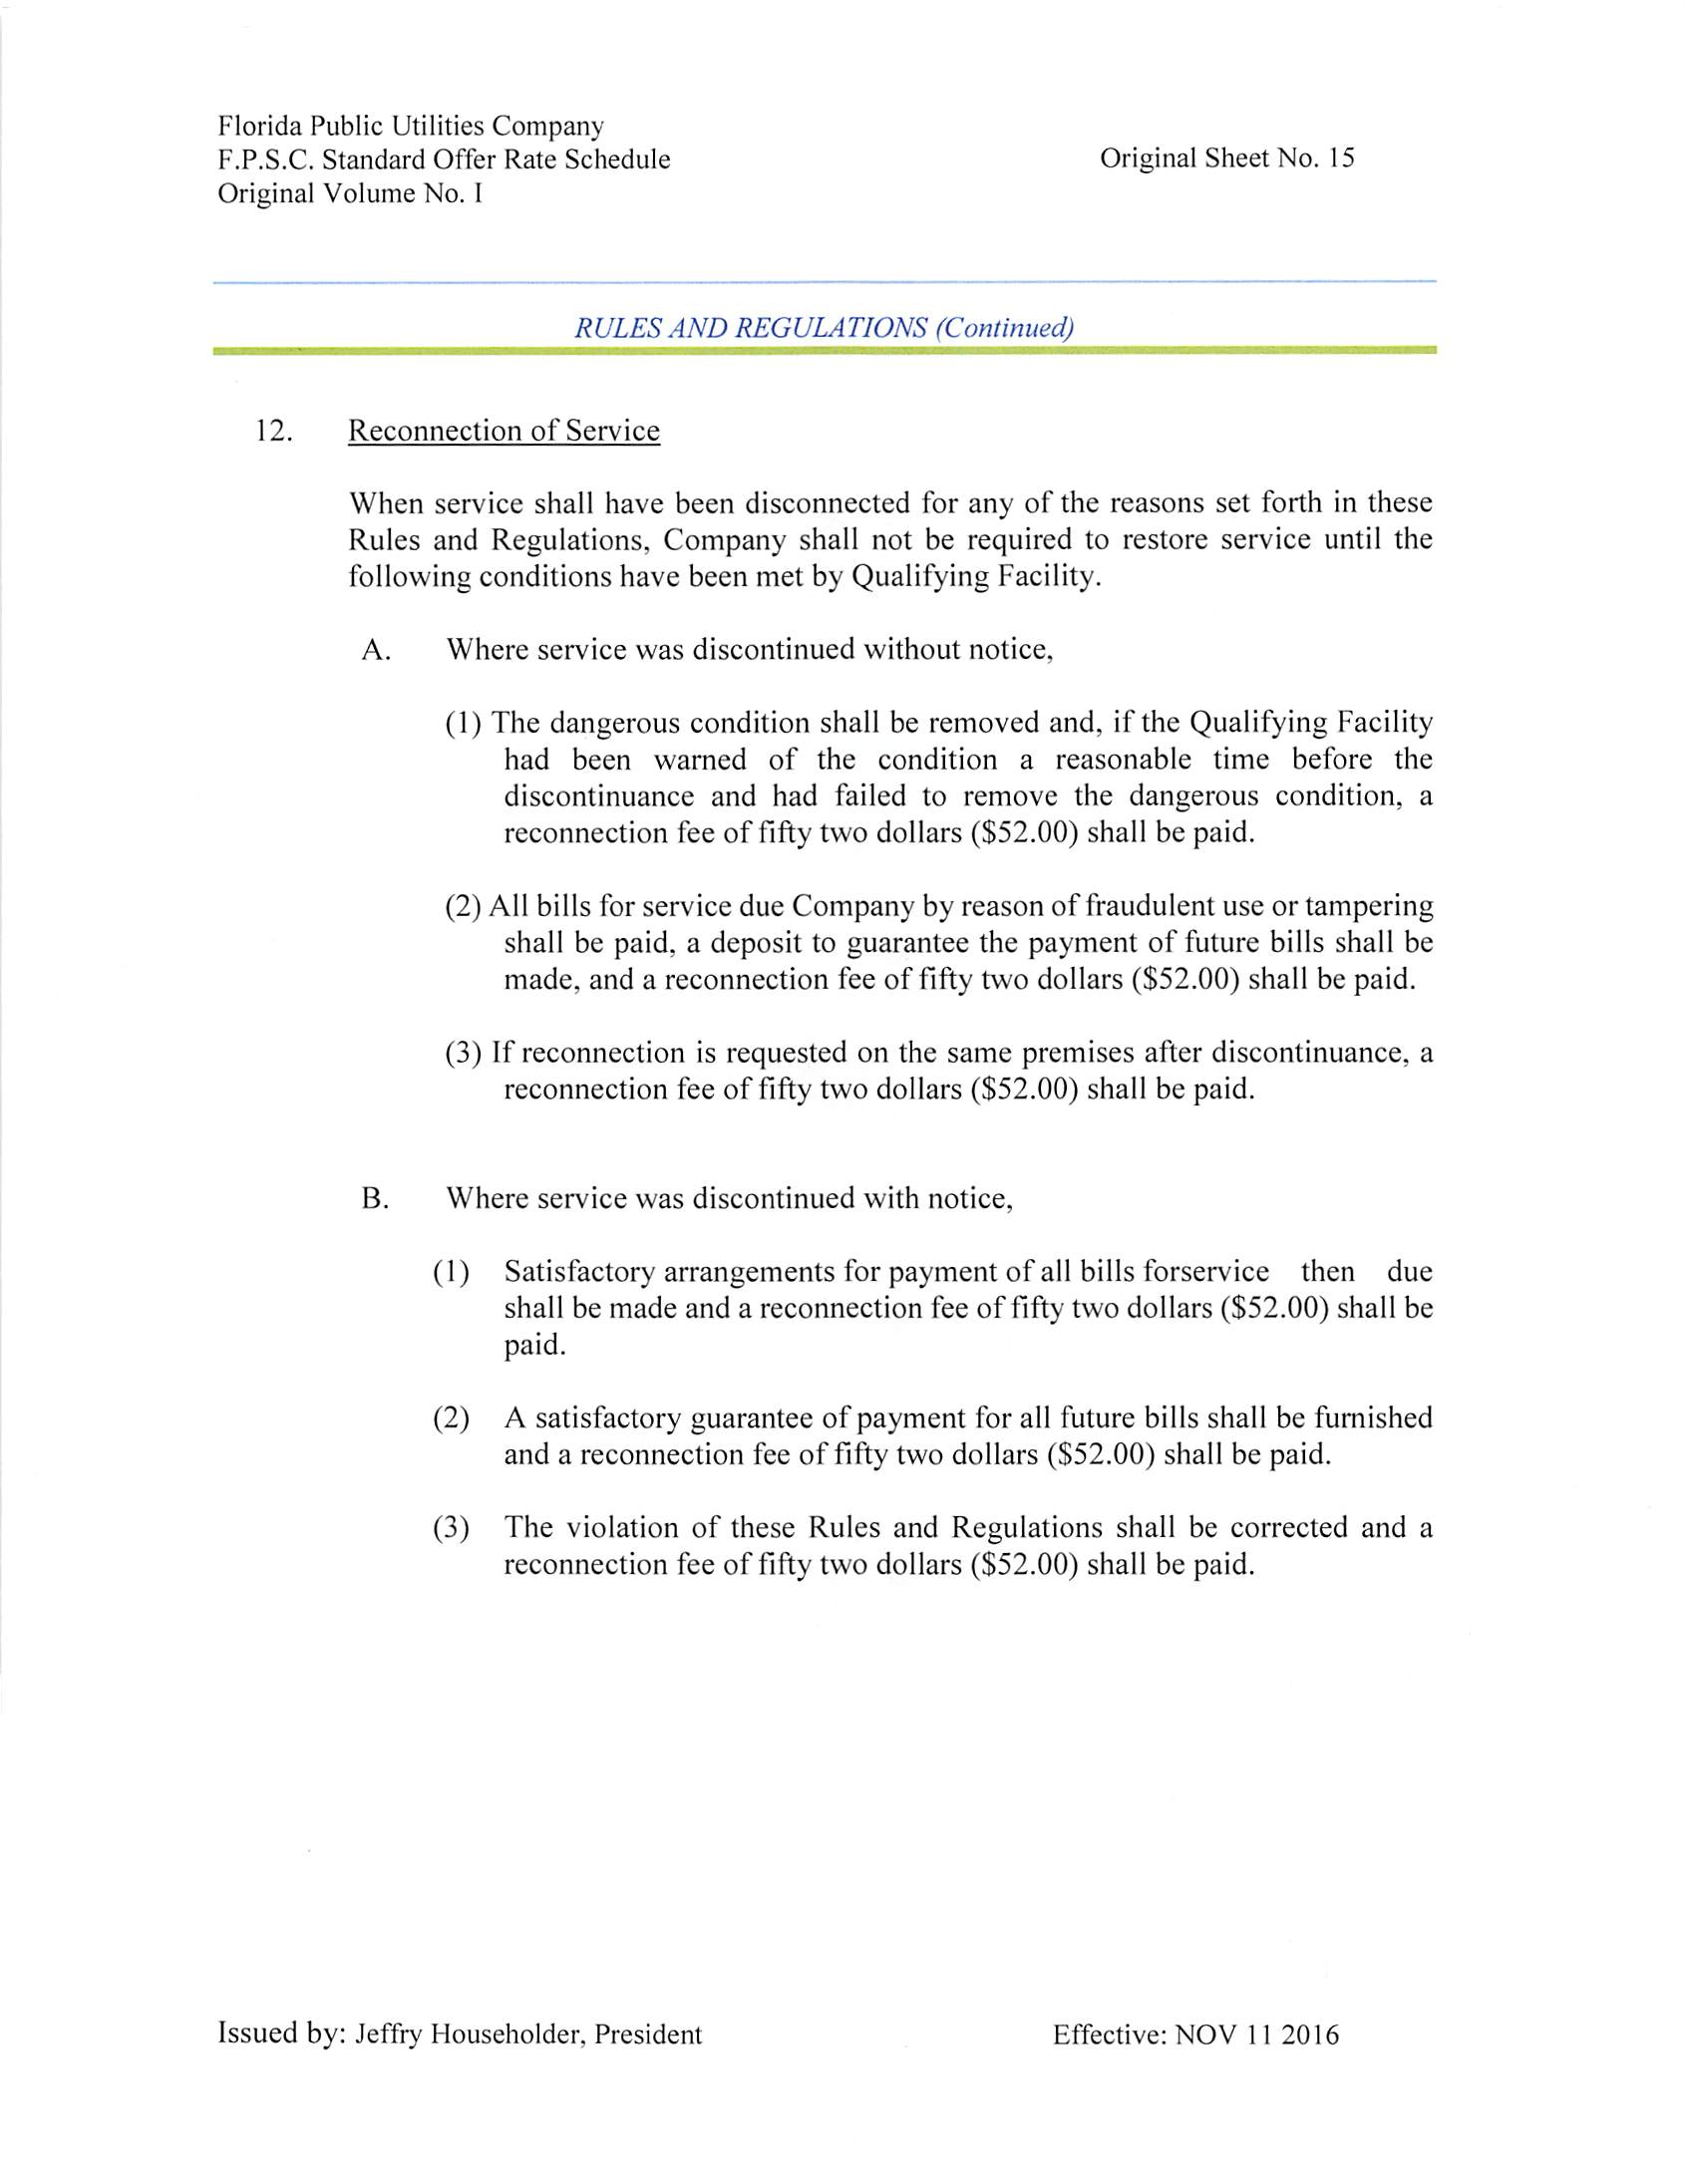 Florida Public Utilities Company
F.P.S.C. Standard Offer Rate Schedule
Original Sheet No. 15
Original Volume No. I
RULES AND REGULATIONS (Continued)
12. Reconnection of Service
When service shall have been disconnected for any of the reasons set forth in these
Rules and Regulations, Company shall not be required to restore service until the
following conditions have been met by Qualifying Facility.
A. Where service was discontinued without notice,
(1) The dangerous condition shall be removed and, if the Qualifying Facility
had been warned of the condition a reasonable time before the
discontinuance and had failed to remove the dangerous condition, a
reconnection fee of fifty two dollars ($52.00) shall be paid.
(2) All bills for service due Company by reason of fraudulent use or tampering
shall be paid, a deposit to guarantee the payment of future bills shall be
made, and a reconnection fee of fifty two dollars ($52.00) shall be paid.
(3) If reconnection is requested on the same premises after discontinuance, a
reconnection fee of fifty two dollars ($52.00) shall be paid.
B. Where service was discontinued with notice,
(1) Satisfactory arrangements for payment of all bills forservice then due
shall be made and a reconnection fee of fifty two dollars ($52.00) shall be
paid.
(2) A satisfactory guarantee of payment for all future bills shall be furnished
and a reconnection fee of fifty two dollars ($52.00) shall be paid.
(3) The violation of these Rules and Regulations shall be corrected and a
reconnection fee of fifty two dollars ($52.00) shall be paid.
Issued by: Jeffry Householder, President
Effective: NOV 11 2016